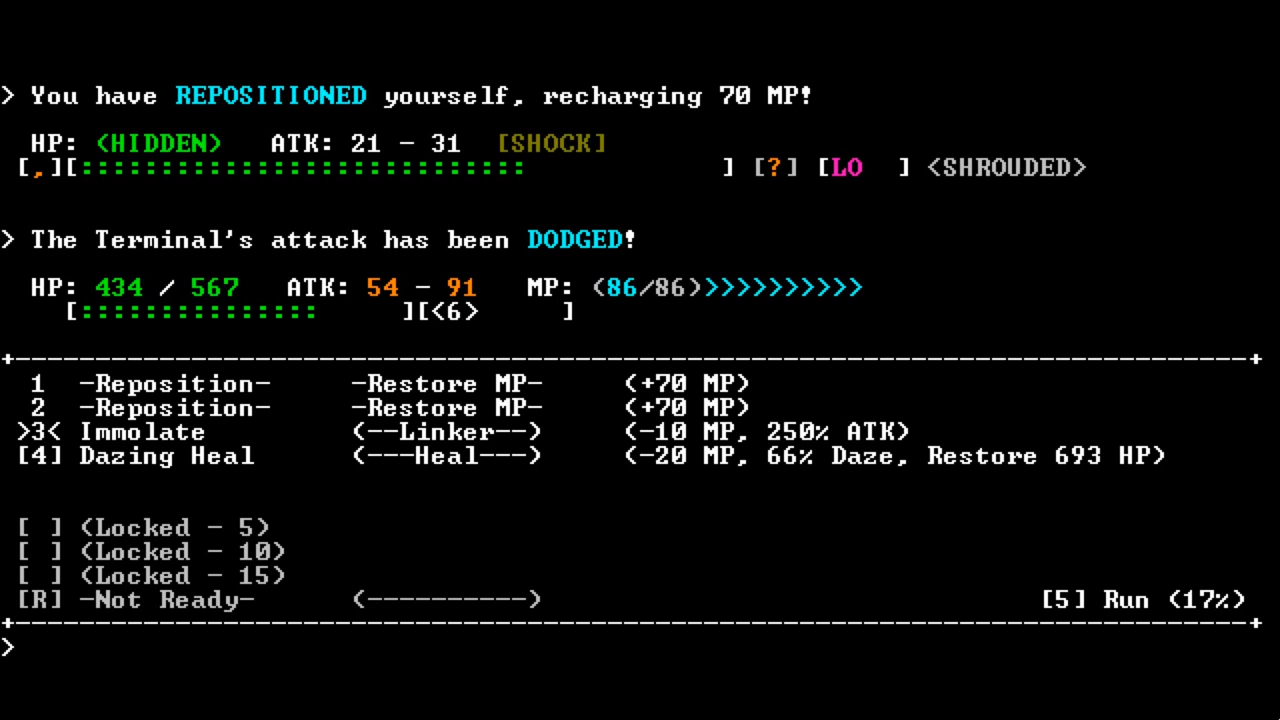 > You have REPOSITIONED yourself, recharging 70 MP!
HP: <HIDDEN> ATK: 21 - 31 [SHOCK]
[,][:::::::::::::::::::::::::::: ] [?] [LO ] <SHROUDED>
> The Terminal's attack has been DODGED!
HP: 434 / 567 ATK: 54 - 91 MP: (86/86)>>>>>>>>>>
[::::::::::::::: ][<6> ]
+------------------------------------------------------------------------------+
1 -Reposition- -Restore MP- (+70 MP)
2 -Reposition- -Restore MP- (+70 MP)
>3< Immolate (--Linker--) (-10 MP, 250% ATK)
[4] Dazing Heal (---Heal---) (-20 MP, 66% Daze, Restore 693 HP)
[ ] (Locked - 5)
[ ] (Locked - 10)
[ ] (Locked - 15)
[R] -Not Ready- (----------) [5] Run (17%)
+------------------------------------------------------------------------------+
>